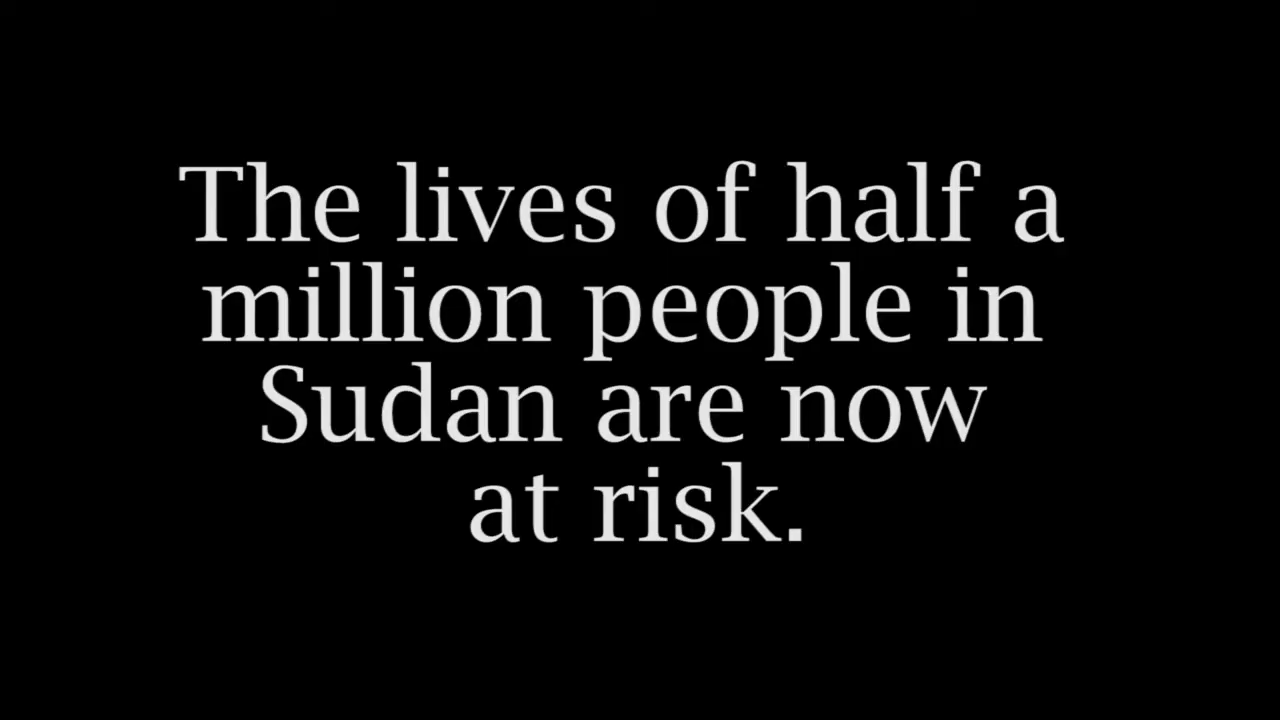 The lives of half a
million people in
Sudan are now
at risk.